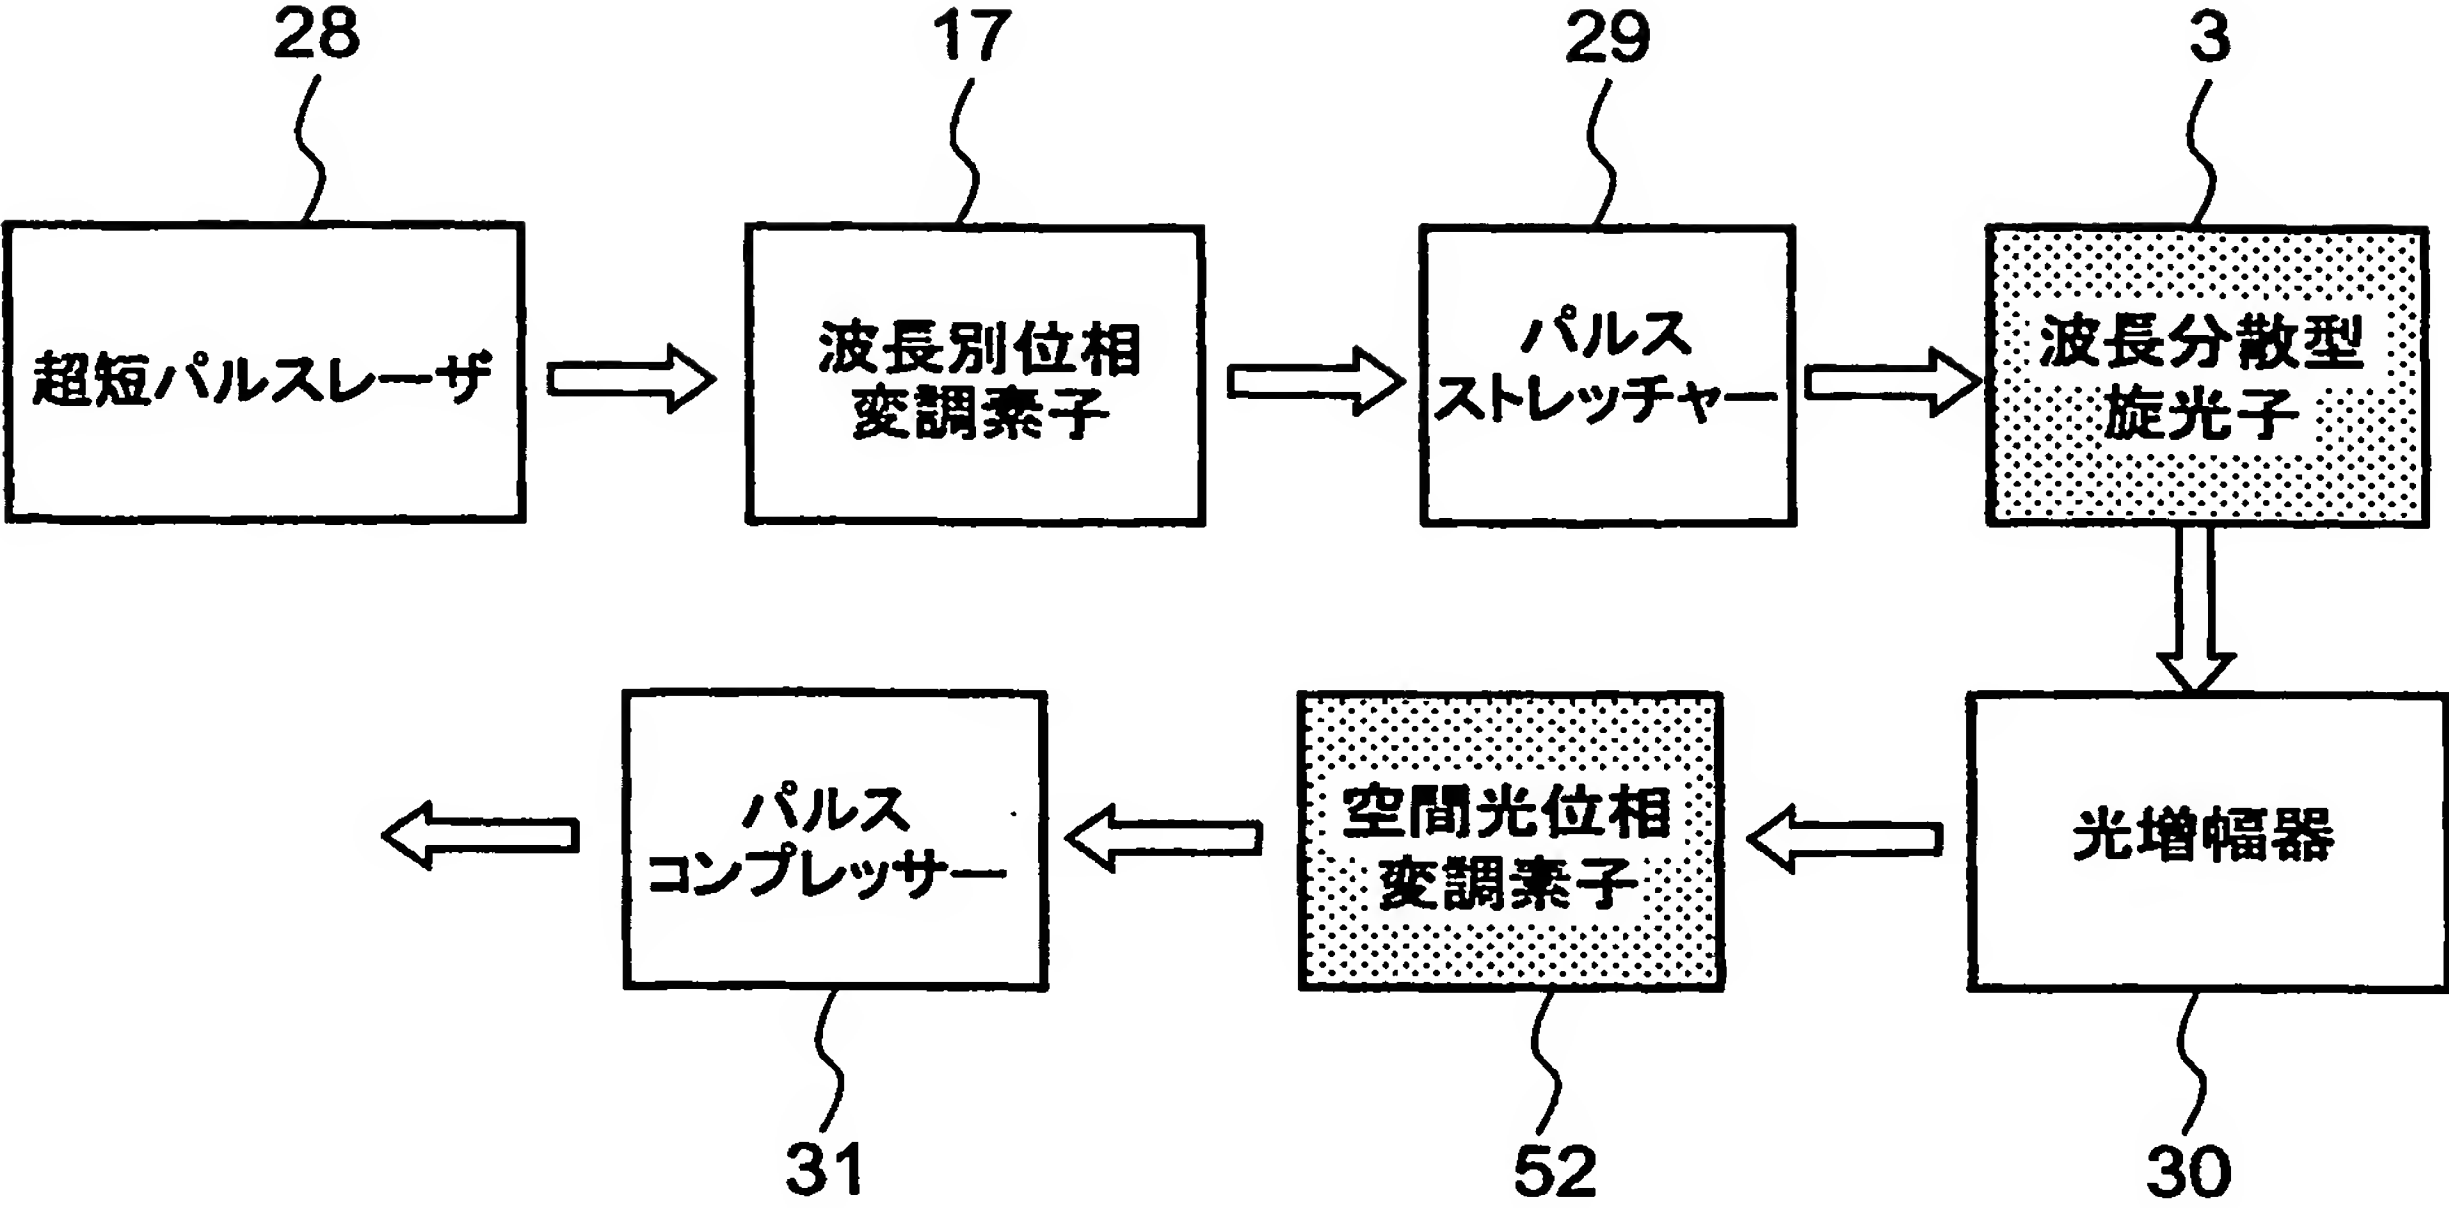 28
17
29
3
超短パルスレーザ
波長別位相
変調素子
パルス
ストレッチャー
波長分散型
旋光子
パルス
コンプレッサー
空間光位相
変調素子
光増幅器
31
52
30